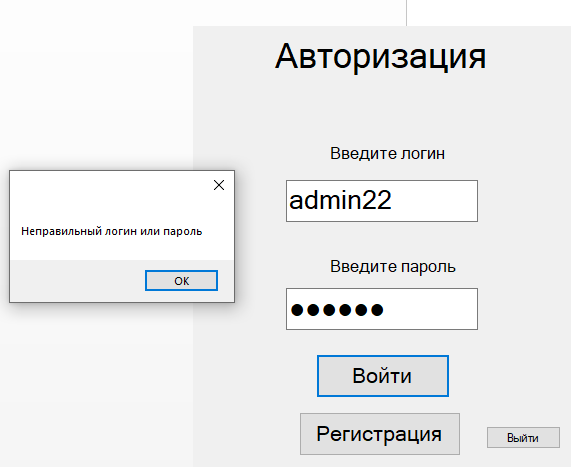 Авторизация
Введите логин
admin22
Неправильный логин или пароль
OK
Введите пароль
●●●●●●
Войти
Регистрация
Выйти